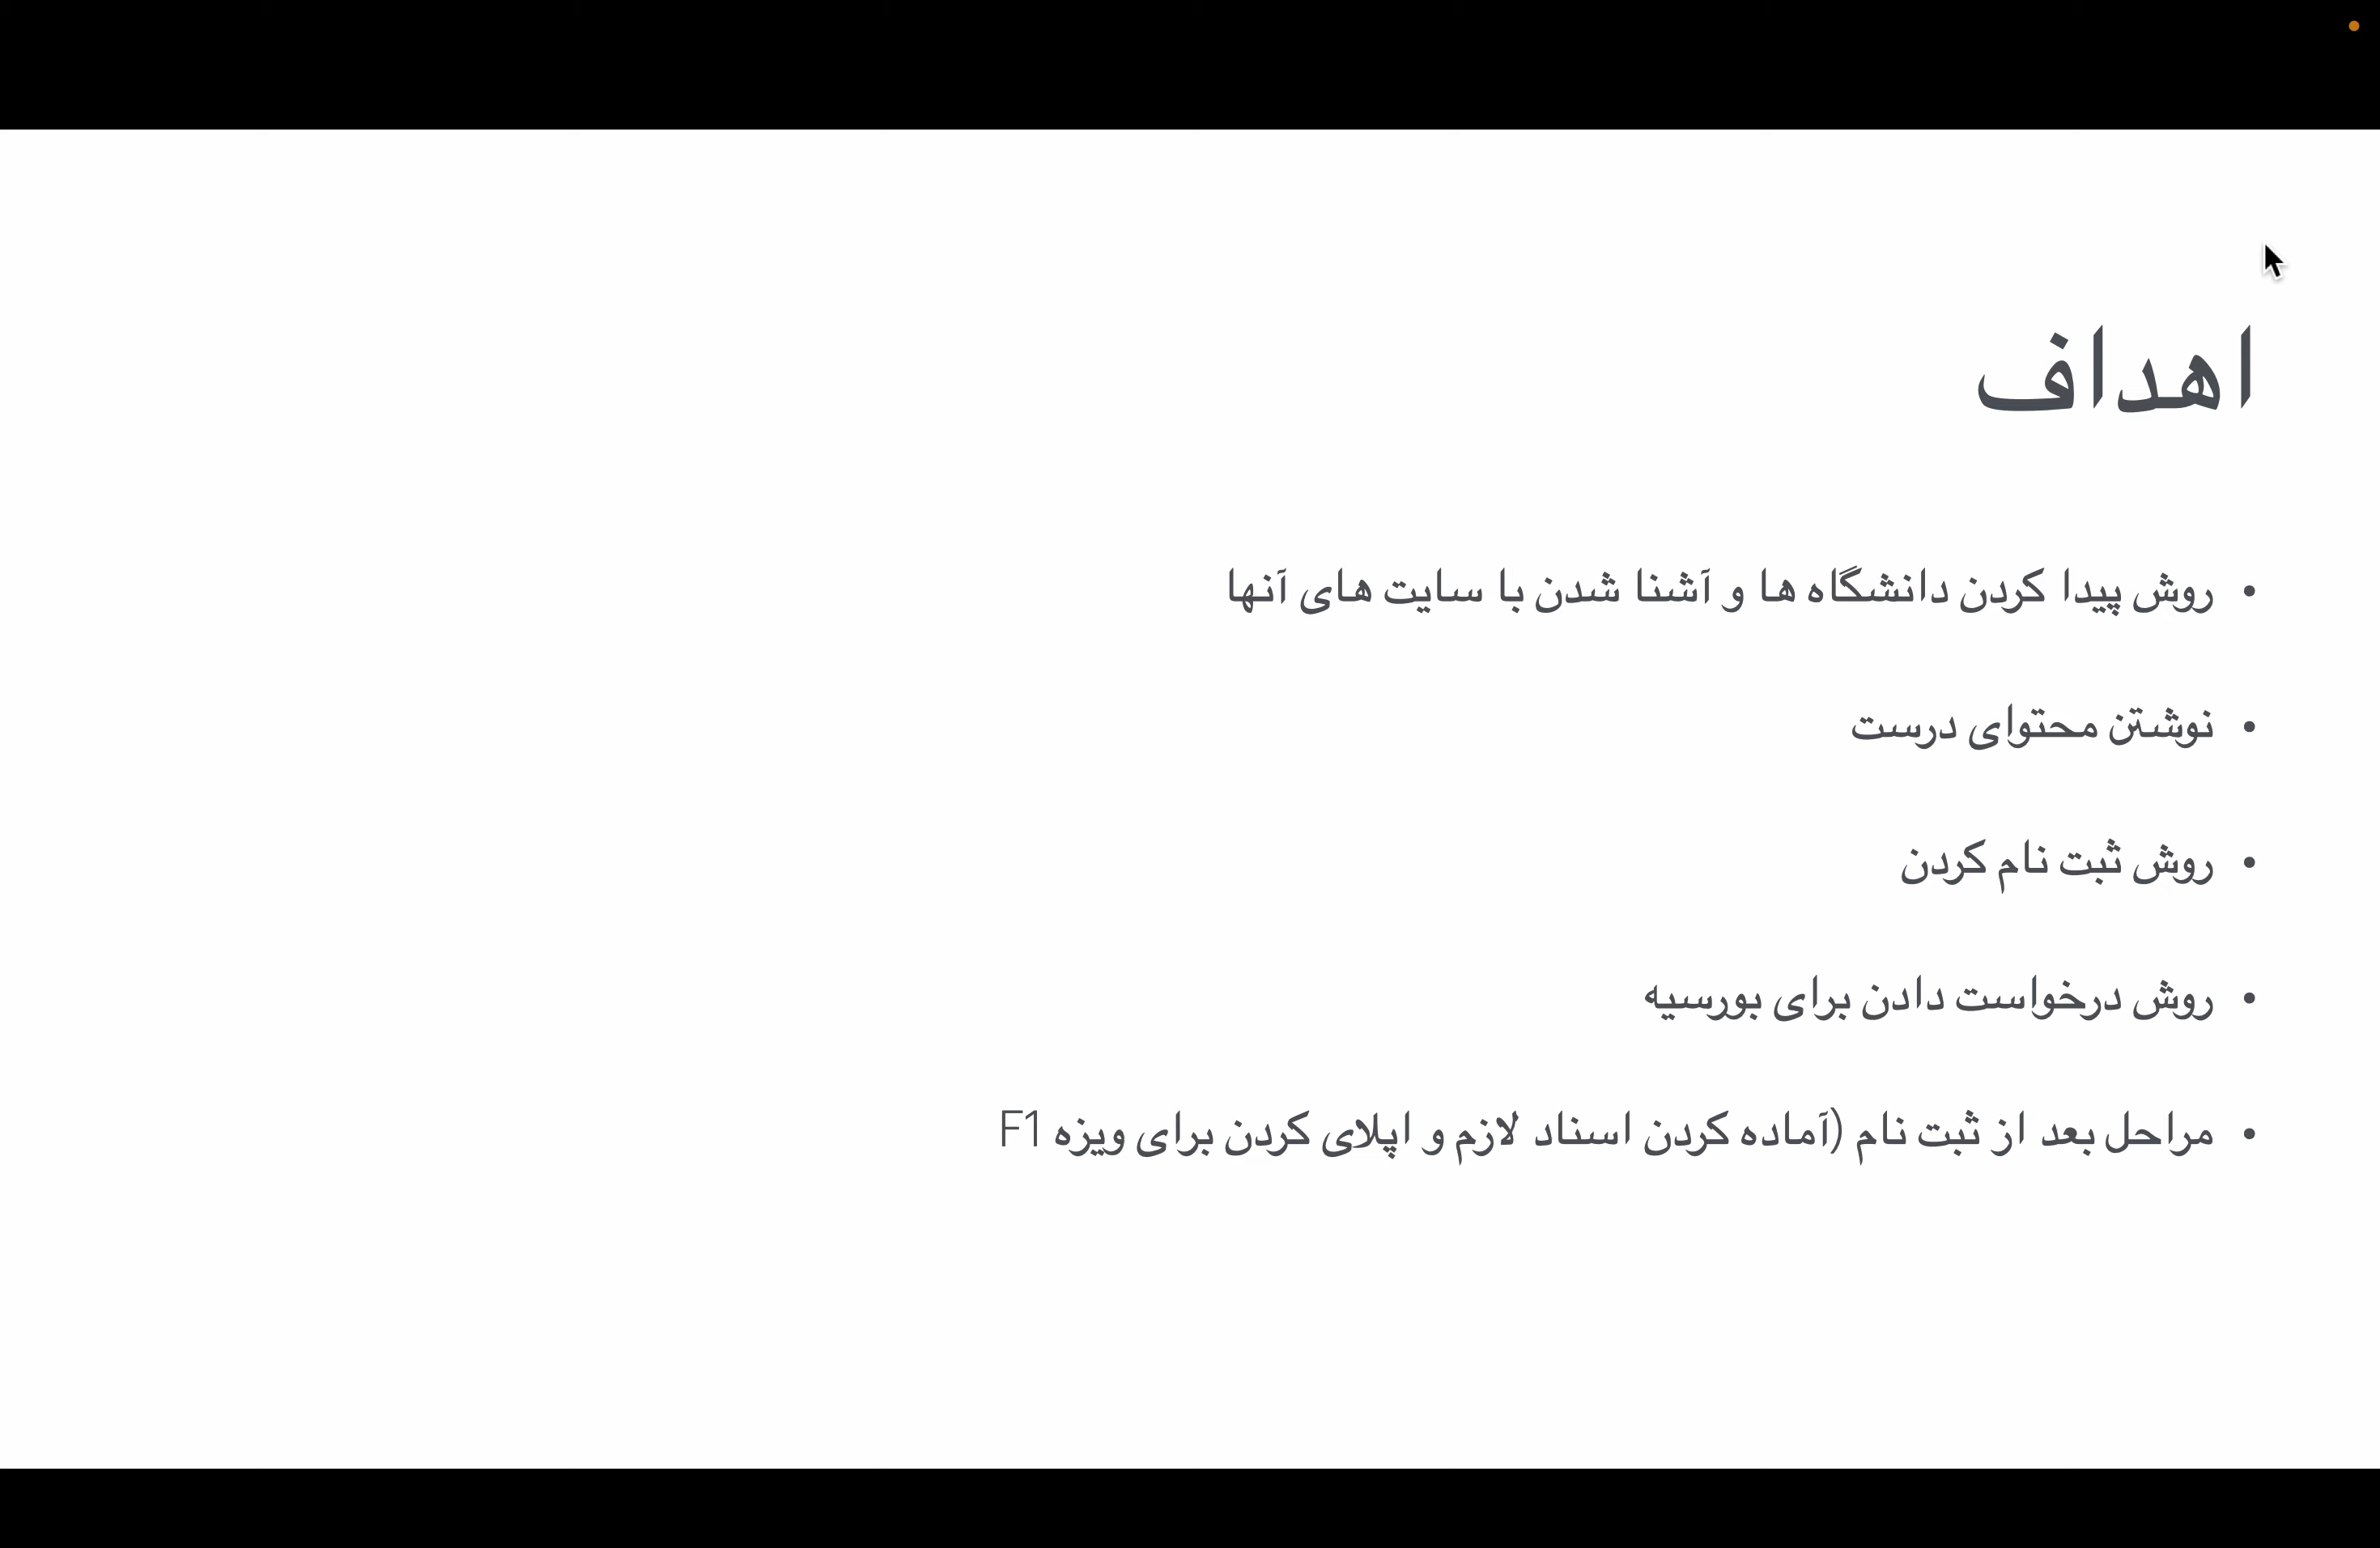 اهداف
• روش پیدا کردن دانشگاه ها و آشنا شدن با سایت های آنها
• نوشتن محتوای درست
• روش ثبت نام کردن
• روش درخواست دادن برای بورسیه
• مراحل بعد از ثبت نام (آماده کردن اسناد لازم و اپلای کردن برای ویزه F1